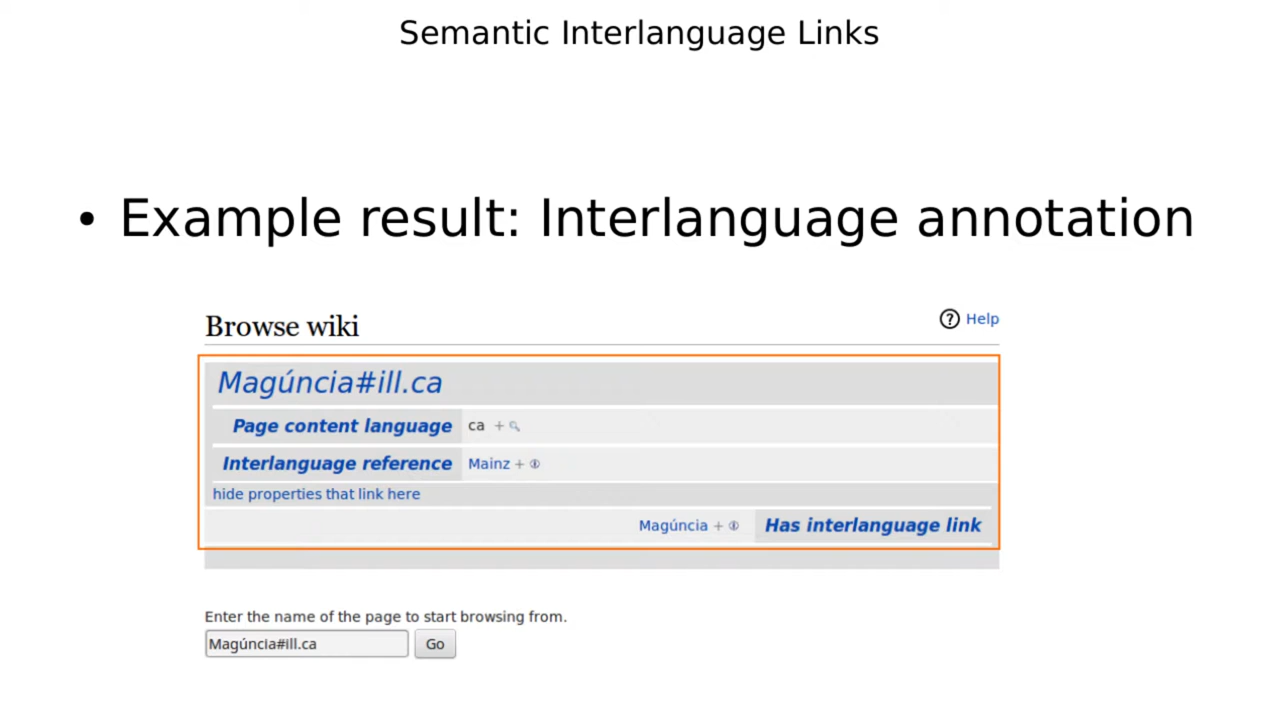 Semantic Interlanguage Links
• Example result: Interlanguage annotation
Browse wiki
Help
Magúncia#ill.ca
Page content language ca +
Interlanguage reference Mainz +
hide properties that link here
Magúncia + Has interlanguage link
Enter the name of the page to start browsing from.
Magúncia#ill.ca Go